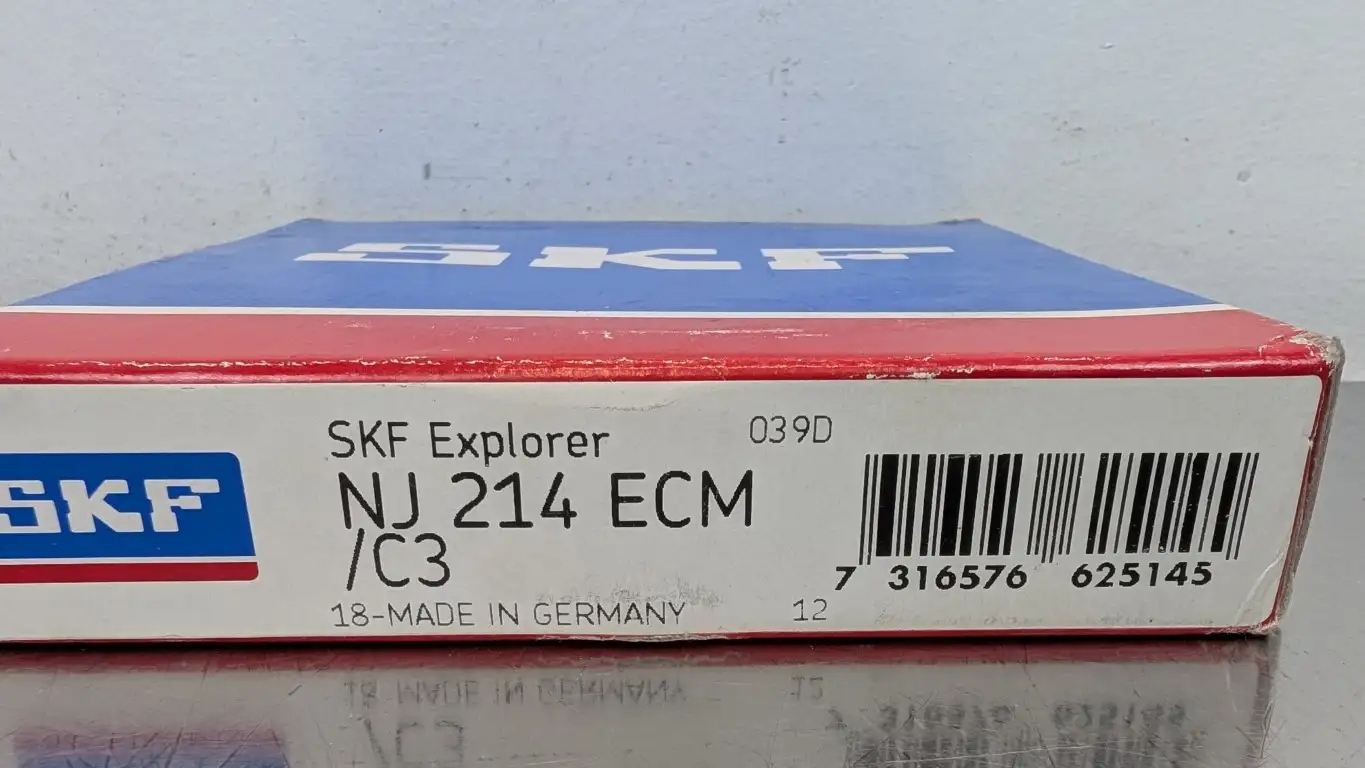 SKF
SKF
SKF Explorer
039D
NJ 214 ECM
/C3
18-MADE IN GERMANY
12
7 316576 625145